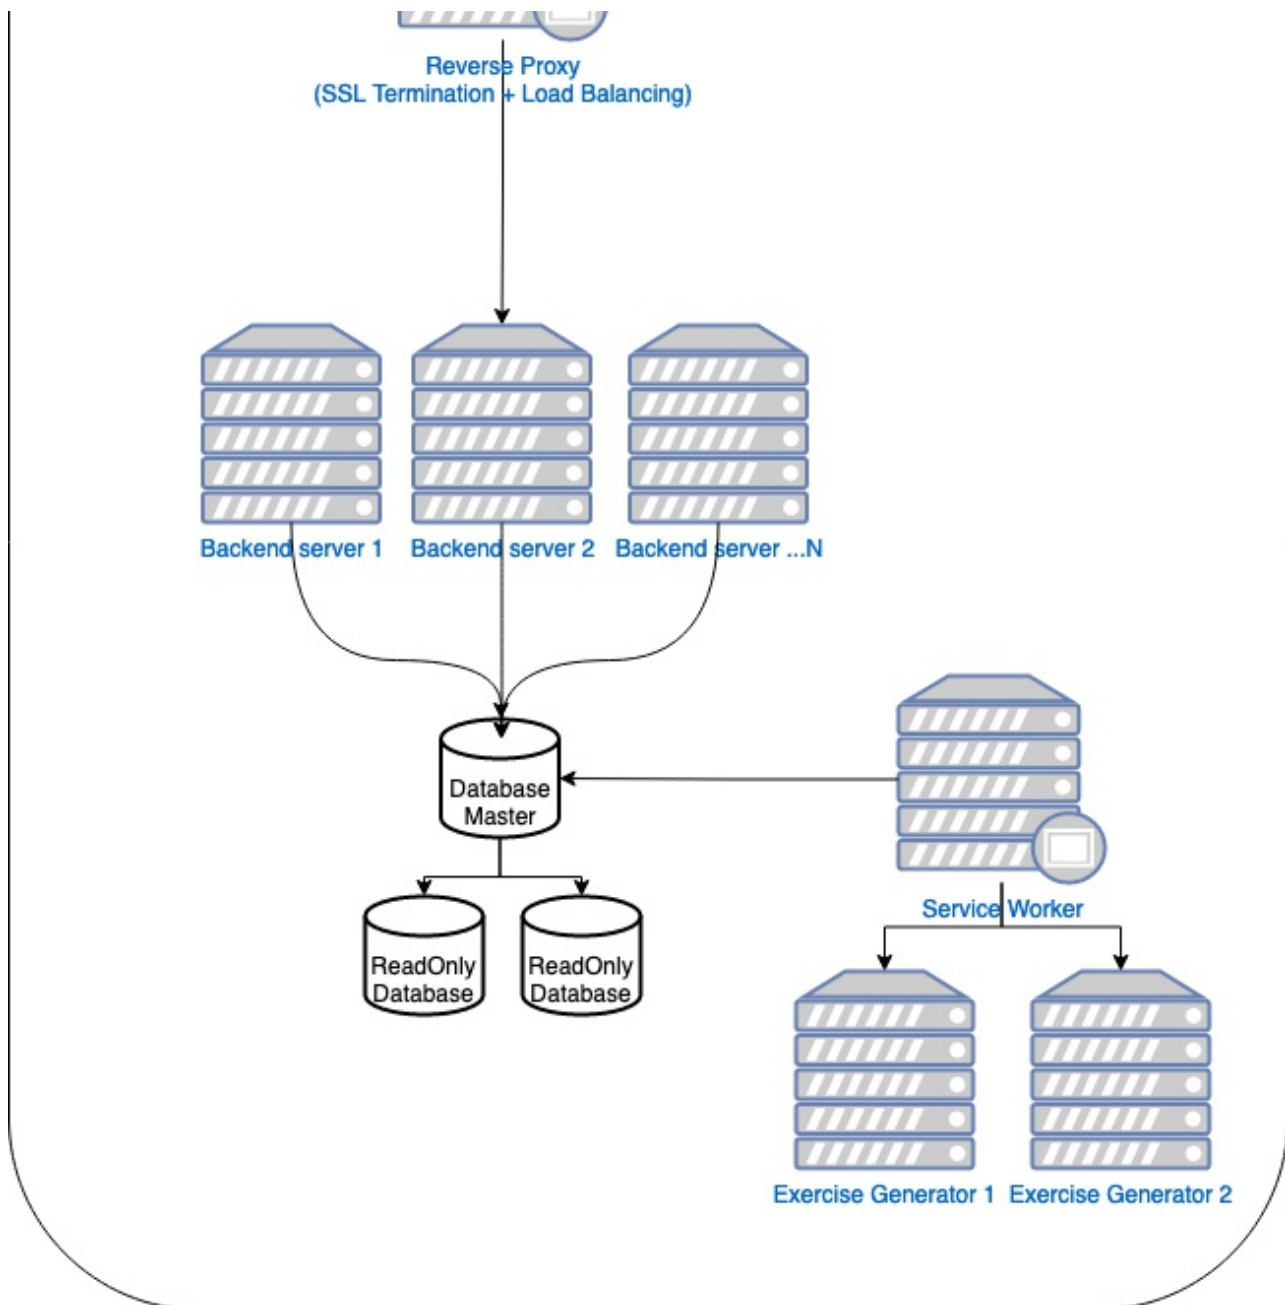 Reverse Proxy
(SSL Termination + Load Balancing)
Backend server 1
Backend server 2
Backend server ...N
Database
Master
ReadOnly
Database
ReadOnly
Database
Service Worker
Exercise Generator 1
Exercise Generator 2